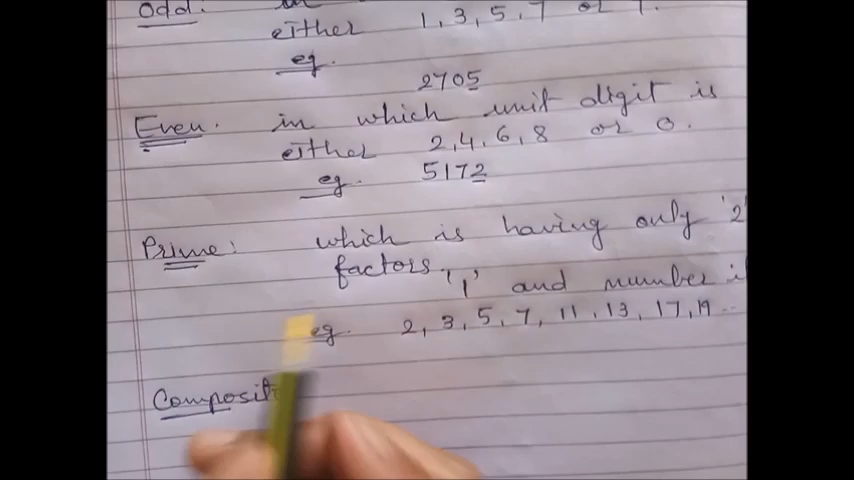 Odd.
either 1, 3, 5, 7 or
eg.
2705
Even. in which unit digit is
either 2, 4, 6, 8 or 0.
eg. 5172
Prime: which is having only '2'
factors. '1' and number
eg. 2, 3, 5, 7, 11, 13, 17, 19 ..
Composit